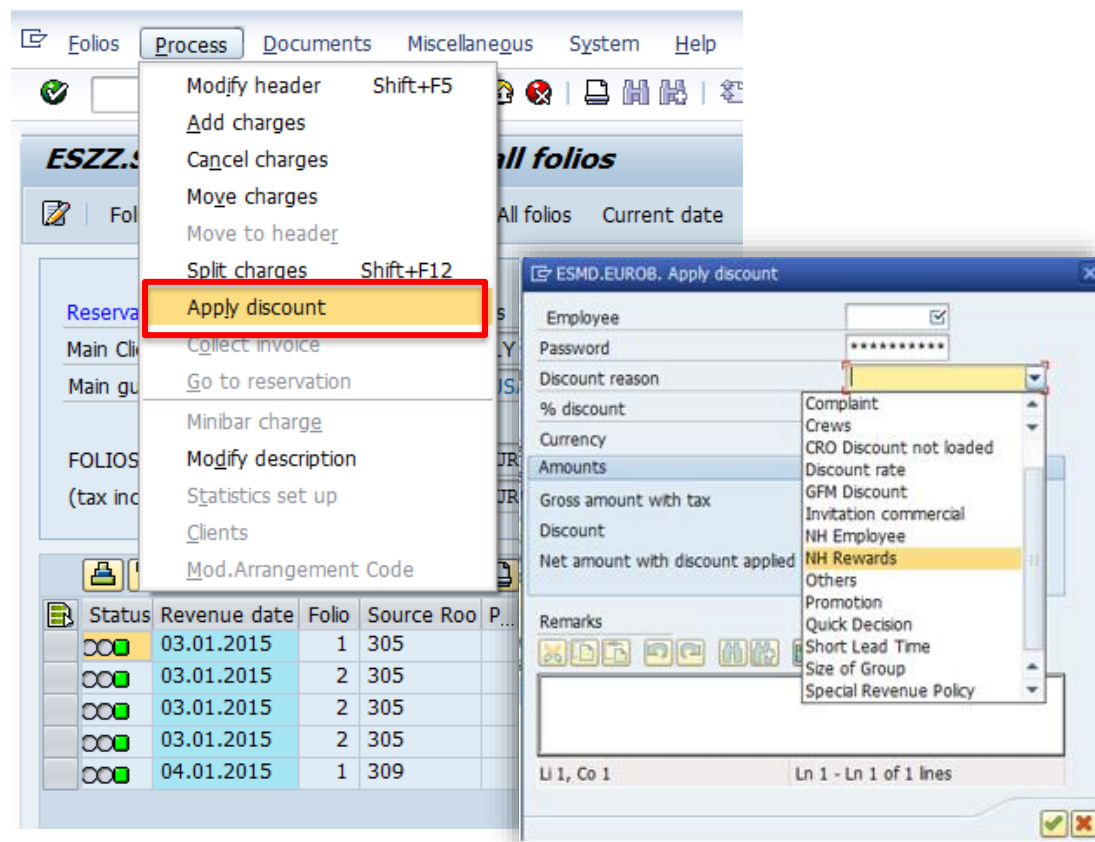 Folios Process Documents Miscellaneous System Help
Modify header Shift+F5
Add charges
Cancel charges
Move charges
Move to header
Split charges Shift+F12
Apply discount
Collect invoice
Go to reservation
Minibar charge
Modify description
Statistics set up
Clients
Mod.Arrangement Code
ESZZ. all folios
Fol All folios Current date
Reserva
Main Cli LY
Main gu
FOLIOS
(tax inc
Status Revenue date Folio Source Roo P...
03.01.2015 1 305
03.01.2015 2 305
03.01.2015 2 305
03.01.2015 2 305
04.01.2015 1 309
ESMD.EUROB. Apply discount
Employee
Password **********
Discount reason
% discount
Currency
Amounts
Gross amount with tax
Discount
Net amount with discount applied
Complaint
Crews
CRO Discount not loaded
Discount rate
GFM Discount
Invitation commercial
NH Employee
NH Rewards
Others
Promotion
Quick Decision
Short Lead Time
Size of Group
Special Revenue Policy
Remarks
Li 1, Co 1 Ln 1 - Ln 1 of 1 lines